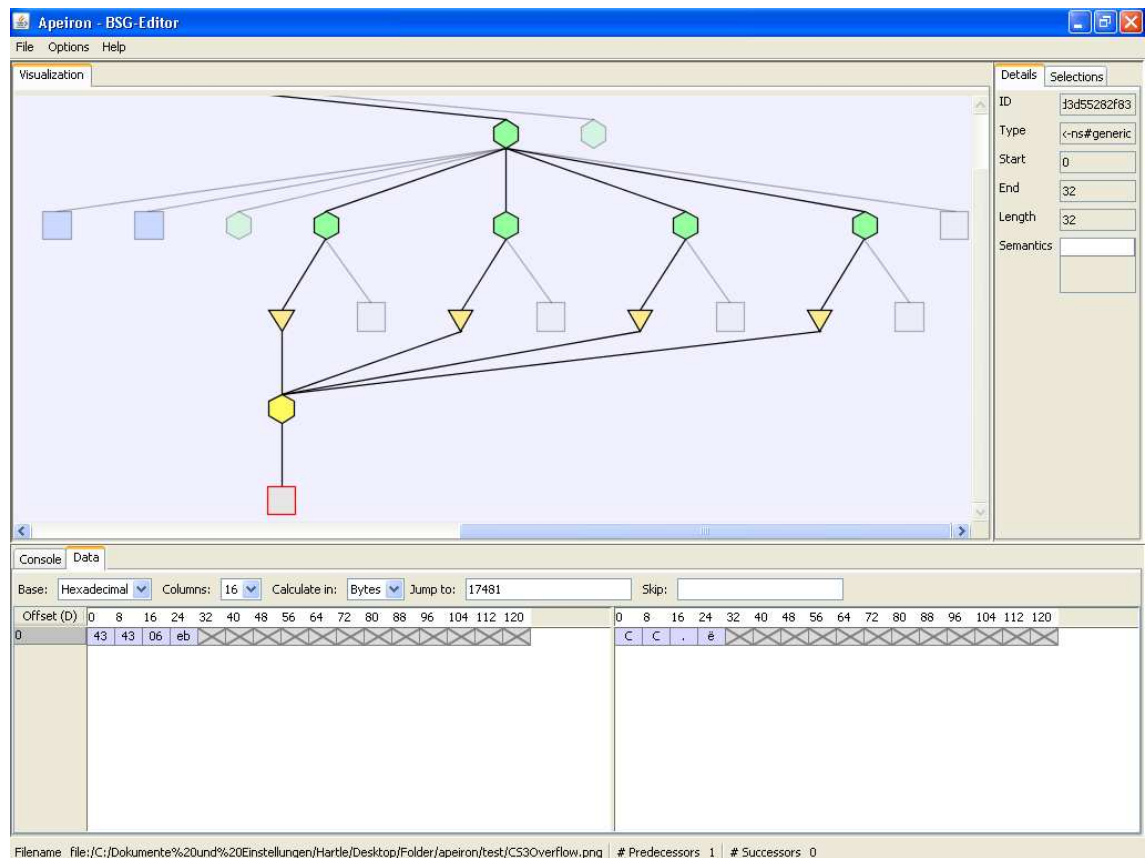 Apeiron - BSG-Editor
File Options Help
Visualization
Details Selections
ID d3d55282f83
Type <-ns#generic
Start 0
End 32
Length 32
Semantics
Console Data
Base: Hexadecimal Columns: 16 Calculate in: Bytes Jump to: 17481 Skip:
Offset (D) 0 8 16 24 32 40 48 56 64 72 80 88 96 104 112 120 0 8 16 24 32 40 48 56 64 72 80 88 96 104 112 120
0 43 43 06 eb C C . ë
Filename file:/C:/Dokumente%20und%20Einstellungen/Hartle/Desktop/Folder/apeiron/test/CS3Overflow.png # Predecessors 1 # Successors 0